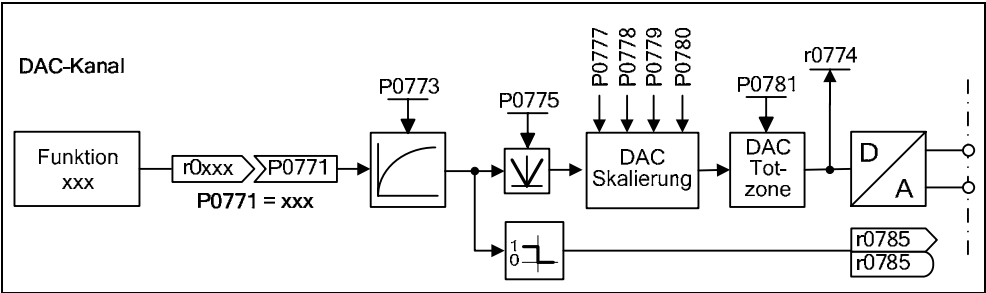 DAC-Kanal
P0773
P0775
P0777
P0778
P0779
P0780
P0781
r0774
Funktion
xxx
r0xxx
P0771
P0771 = xxx
DAC
Skalierung
DAC
Tot-
zone
D
A
1
0
r0785
r0785